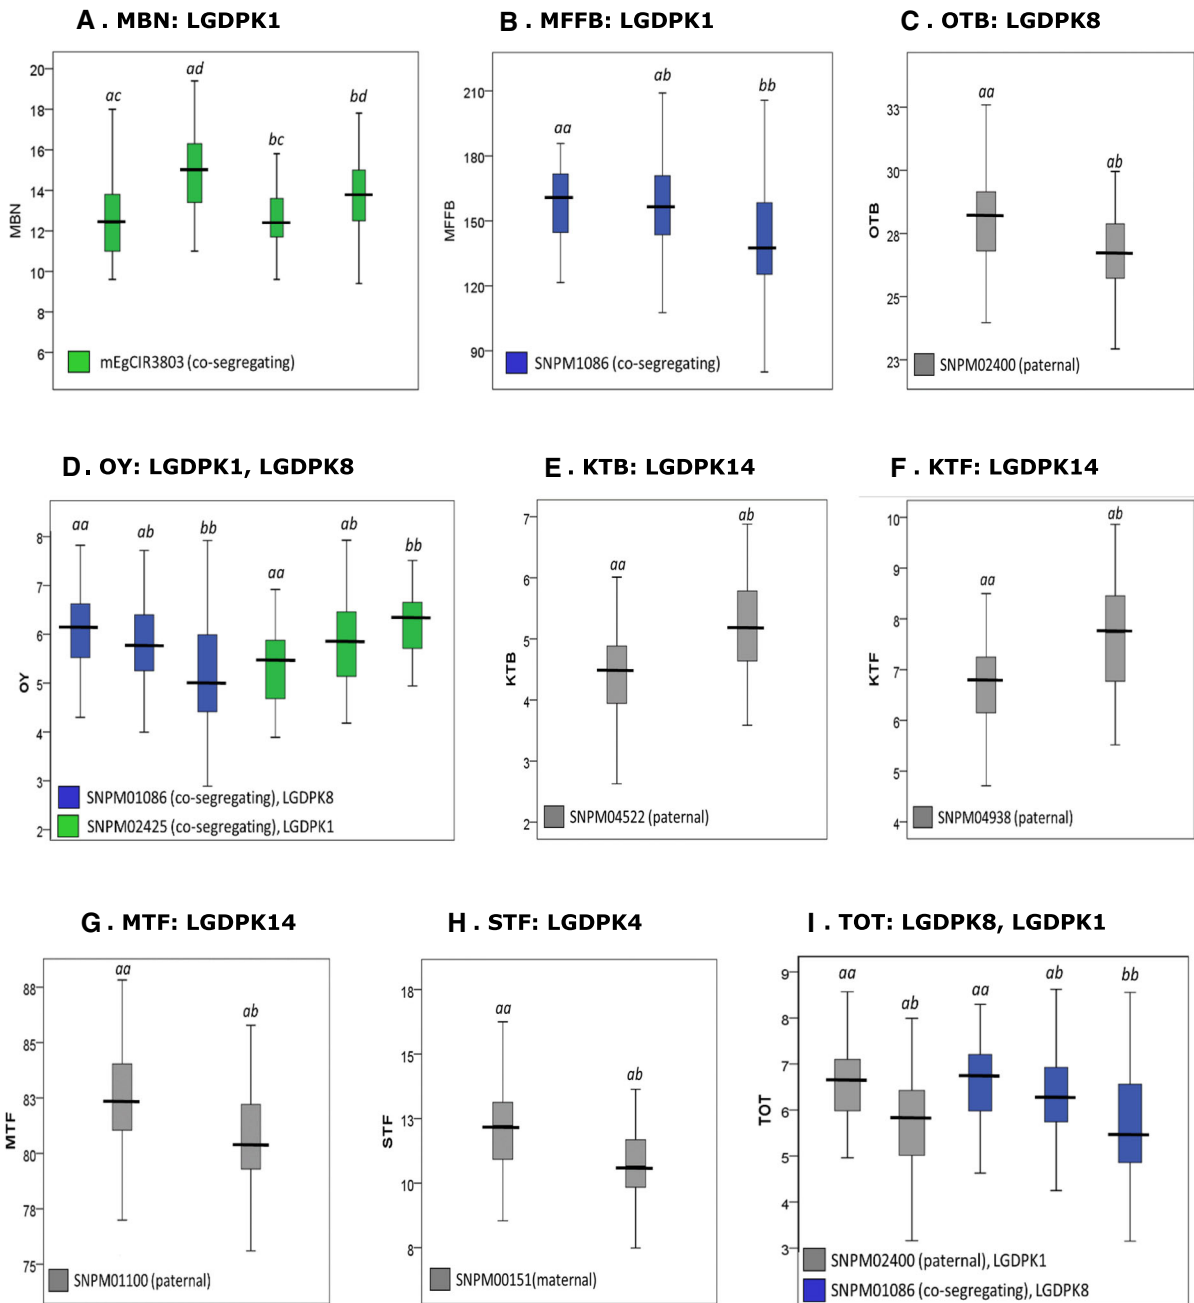 A . MBN: LGDPK1
20
18
16
14
12
10
8
6
MBN
ac
ad
bc
bd
mEgCIR3803 (co-segregating)
B . MFFB: LGDPK1
210
180
150
120
90
MFFB
aa
ab
bb
SNPM1086 (co-segregating)
C . OTB: LGDPK8
33
30
28
25
23
OTB
aa
ab
SNPM02400 (paternal)
D . OY: LGDPK1, LGDPK8
8
7
6
5
4
3
2
OY
aa
ab
bb
aa
ab
bb
SNPM01086 (co-segregating), LGDPK8
SNPM02425 (co-segregating), LGDPK1
E . KTB: LGDPK14
7
6
5
4
3
2
KTB
aa
ab
SNPM04522 (paternal)
F . KTF: LGDPK14
10
9
8
7
6
5
4
KTF
aa
ab
SNPM04938 (paternal)
G . MTF: LGDPK14
88
85
83
80
78
75
MTF
aa
ab
SNPM01100 (paternal)
H . STF: LGDPK4
18
15
13
10
8
STF
aa
ab
SNPM00151(maternal)
I . TOT: LGDPK8, LGDPK1
9
8
7
6
5
4
3
TOT
aa
ab
aa
ab
bb
SNPM02400 (paternal), LGDPK1
SNPM01086 (co-segregating), LGDPK8